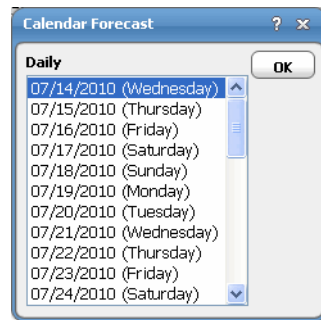 Calendar Forecast ? ×
Daily
OK
07/14/2010 (Wednesday)
07/15/2010 (Thursday)
07/16/2010 (Friday)
07/17/2010 (Saturday)
07/18/2010 (Sunday)
07/19/2010 (Monday)
07/20/2010 (Tuesday)
07/21/2010 (Wednesday)
07/22/2010 (Thursday)
07/23/2010 (Friday)
07/24/2010 (Saturday)